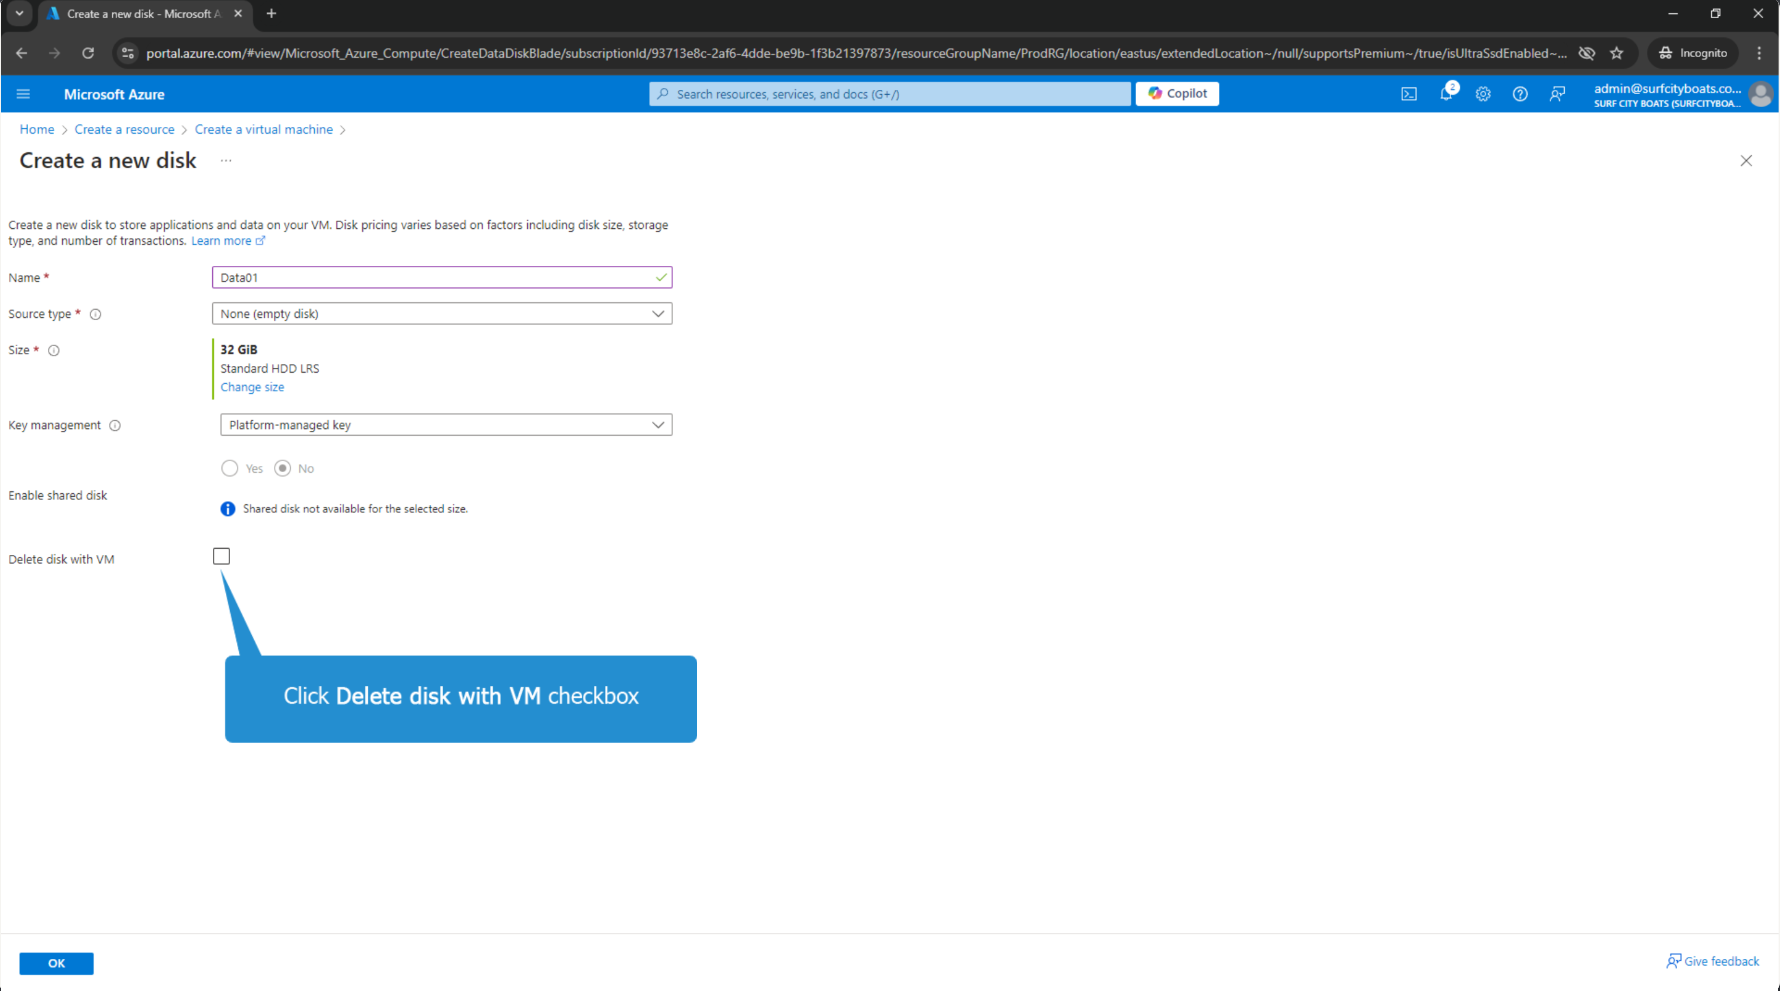 Create a new disk - Microsoft A
portal.azure.com/#view/Microsoft_Azure_Compute/CreateDataDiskBlade/subscriptionId/93713e8c-2af6-4dde-be9b-1f3b21397873/resourceGroupName/ProdRG/location/eastus/extendedLocation~/null/supportsPremium~/true/isUltraSsdEnabled~...
Incognito
Microsoft Azure
Search resources, services, and docs (G+/)
Copilot
2
admin@surfcityboats.co...
SURF CITY BOATS (SURFCITYBOA...
Home > Create a resource > Create a virtual machine >
Create a new disk ...
Create a new disk to store applications and data on your VM. Disk pricing varies based on factors including disk size, storage
type, and number of transactions. Learn more
Name *
Data01
Source type *
None (empty disk)
Size *
32 GiB
Standard HDD LRS
Change size
Key management
Platform-managed key
Yes No
Enable shared disk
Shared disk not available for the selected size.
Delete disk with VM
Click Delete disk with VM checkbox
OK
Give feedback